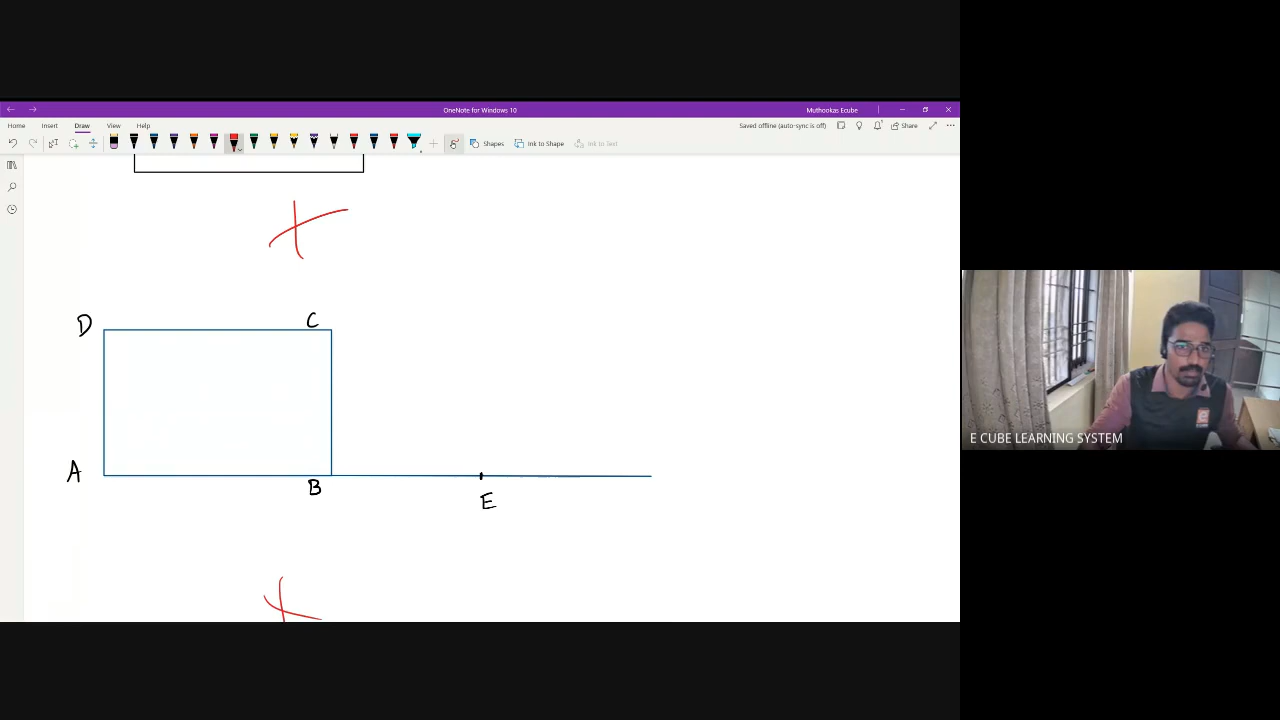 OneNote for Windows 10
Muthookas Ecube
Home Insert Draw View Help
Saved offline (auto-sync is off)
Share
Shapes
Ink to Shape
Ink to Text
D
C
A
B
E
E CUBE LEARNING SYSTEM